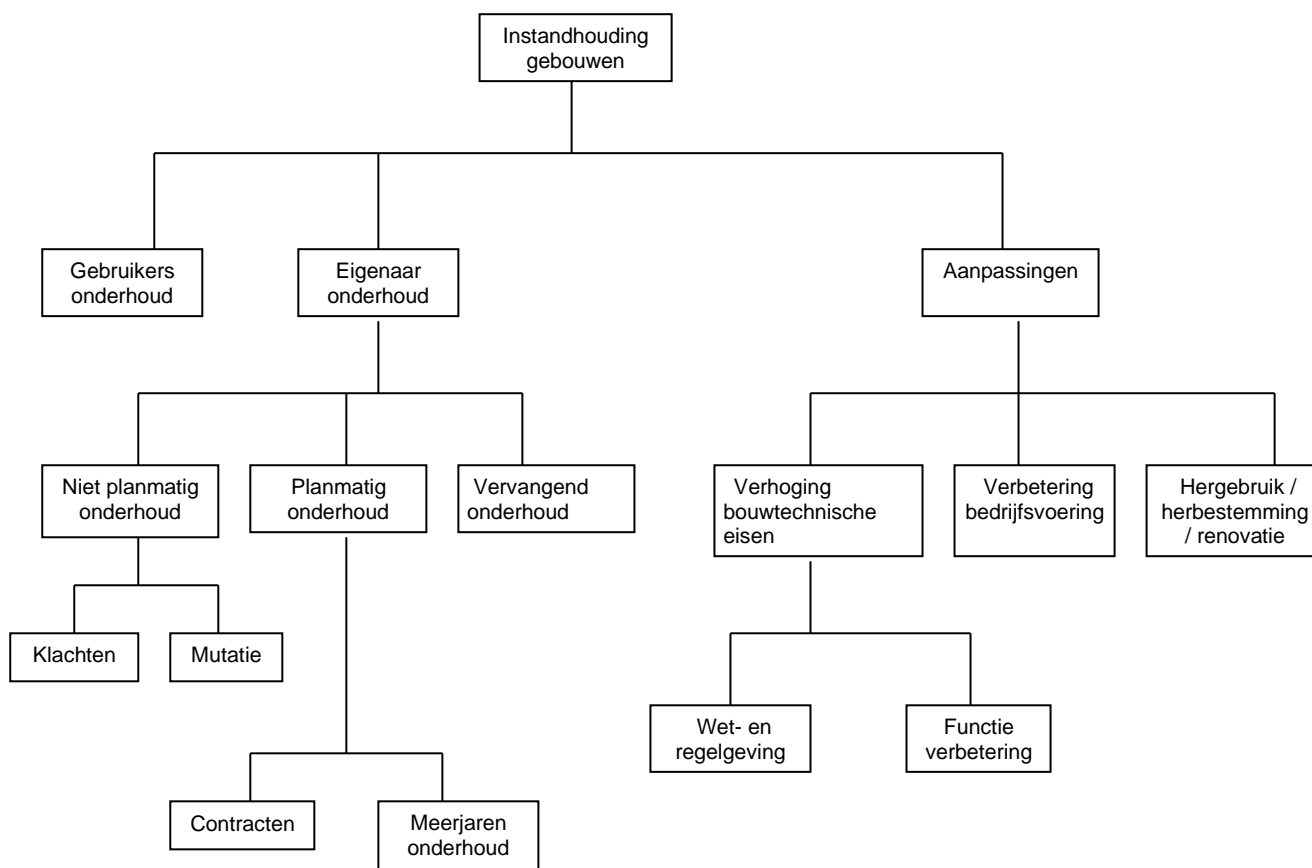 Instandhouding
gebouwen
Gebruikers
onderhoud
Eigenaar
onderhoud
Aanpassingen
Niet planmatig
onderhoud
Planmatig
onderhoud
Vervangend
onderhoud
Verhoging
bouwtechnische
eisen
Verbetering
bedrijfsvoering
Hergebruik /
herbestemming
/ renovatie
Klachten
Mutatie
Wet- en
regelgeving
Functie
verbetering
Contracten
Meerjaren
onderhoud